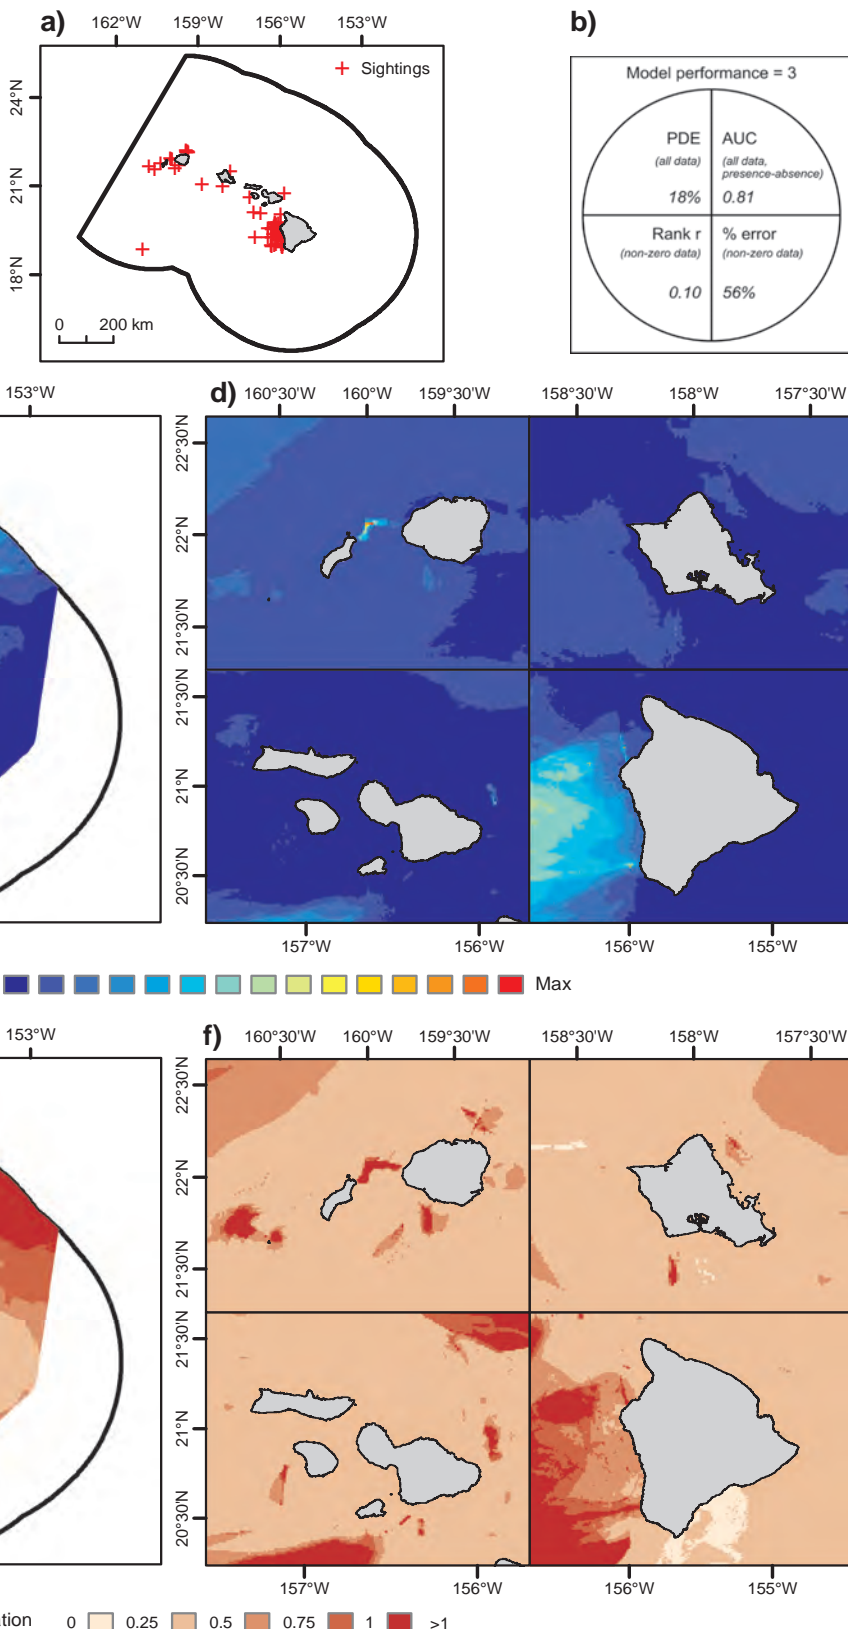 a)
162°W 159°W 156°W 153°W
24°N
21°N
18°N
Sightings
0 200 km
b)
Model performance = 3
PDE
(all data)
18%
AUC
(all data,
presence-absence)
0.81
Rank r
(non-zero data)
0.10
% error
(non-zero data)
56%
153°W
d)
160°30'W 160°W 159°30'W 158°30'W 158°W 157°30'W
22°30'N
22°N
21°30'N
21°30'N
21°N
20°30'N
157°W 156°W 156°W 155°W
Max
153°W
f)
160°30'W 160°W 159°30'W 158°30'W 158°W 157°30'W
22°30'N
22°N
21°30'N
21°30'N
21°N
20°30'N
157°W 156°W 156°W 155°W
ation 0 0.25 0.5 0.75 1 >1